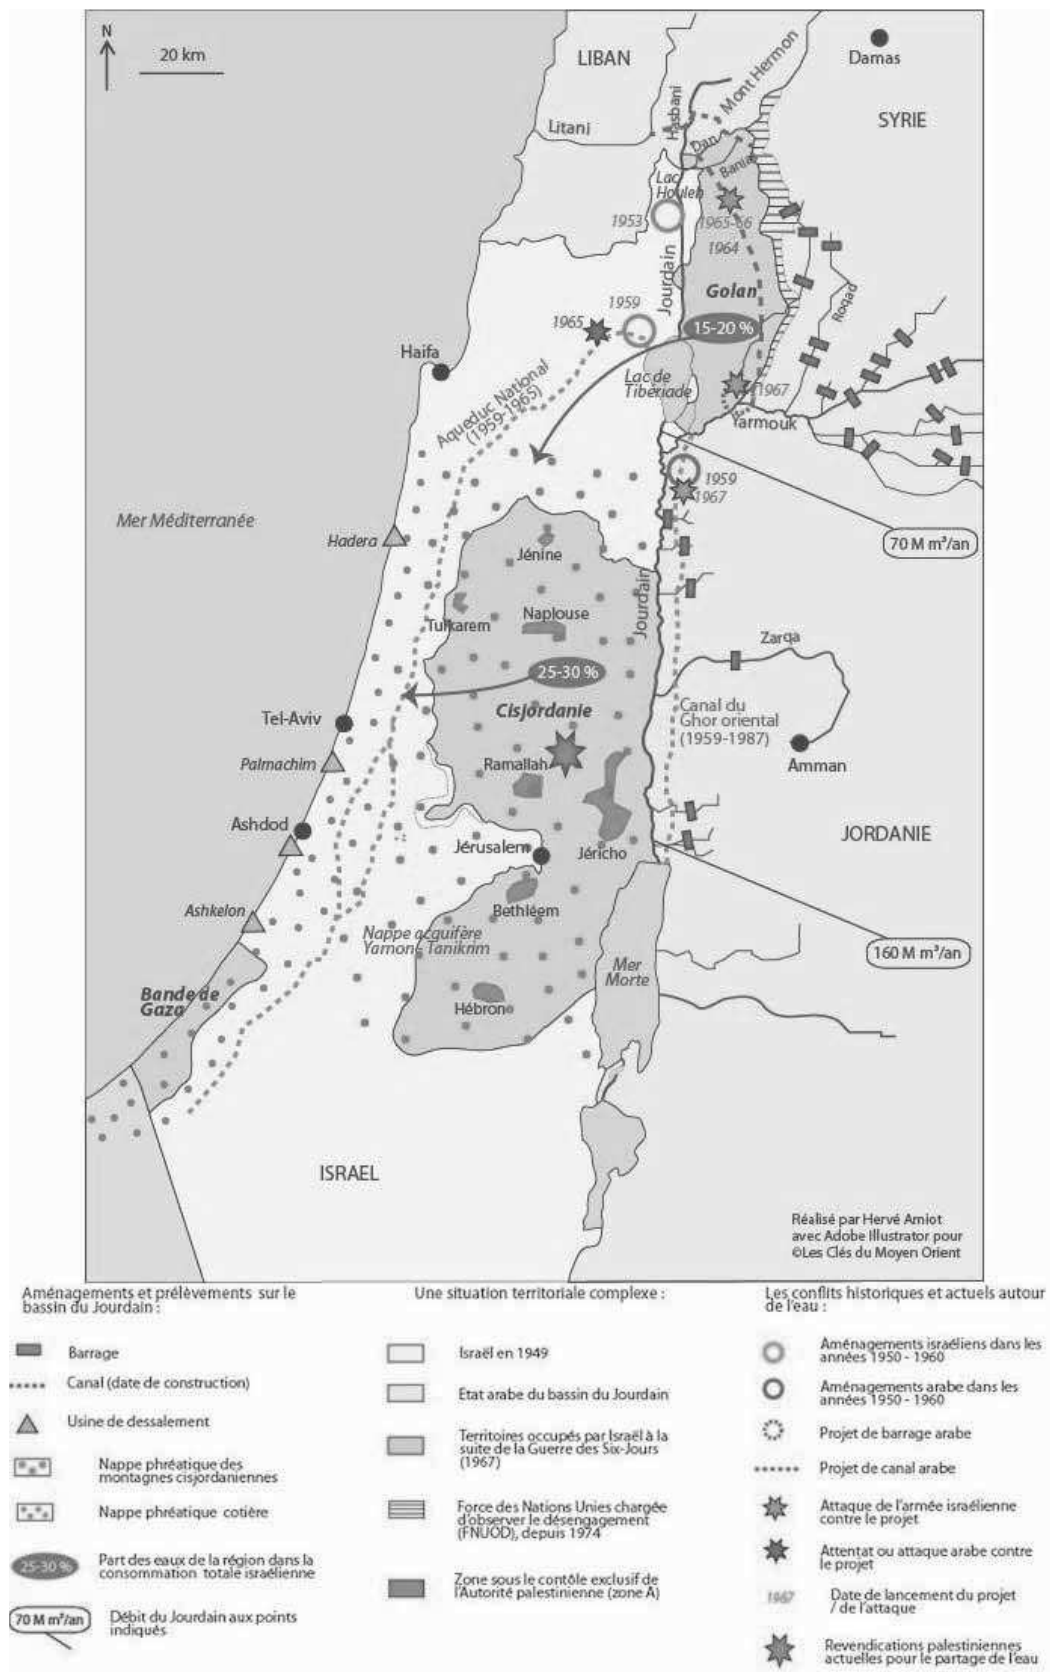 N
20 km
LIBAN
Damas
SYRIE
Mont Hermon
Hasbani
Litani
Dan
Banias
Lac
Houleh
1953
1965-66
1964
Jourdain
Golan
Roqad
1959
1965
15-20 %
Haifa
Lac de
Tibériade
1967
Yarmouk
Aqueduc National
(1959-1965)
1959
1967
70 M m³/an
Mer Méditerranée
Hadera
Jénine
Jourdain
Tulkarem
Naplouse
Zarqa
25-30 %
Cisjordanie
Canal du
Ghor oriental
(1959-1987)
Tel-Aviv
Amman
Palmachim
Ramallah
Ashdod
JORDANIE
Jérusalem
Jéricho
Ashkelon
Bethléem
Nappe acquifère
Yamon- Tanikrim
160 M m³/an
Mer
Morte
Bande de
Gaza
Hébron
ISRAEL
Réalisé par Hervé Amiot
avec Adobe Illustrator pour
©Les Clés du Moyen Orient
Aménagements et prélèvements sur le
bassin du Jourdain :
Barrage
Canal (date de construction)
Usine de dessalement
Nappe phréatique des
montagnes cisjordaniennes
Nappe phréatique cotière
25-30 %
Part des eaux de la région dans la
consommation totale israélienne
70 M m³/an
Débit du Jourdain aux points
indiqués
Une situation territoriale complexe :
Israël en 1949
Etat arabe du bassin du Jourdain
Territoires occupés par Israël à la
suite de la Guerre des Six-Jours
(1967)
Force des Nations Unies chargée
d'observer le désengagement
(FNUOD), depuis 1974
Zone sous le contôle exclusif de
l'Autorité palestinienne (zone A)
Les conflits historiques et actuels autour
de l'eau :
Aménagements israéliens dans les
années 1950 - 1960
Aménagements arabe dans les
années 1950 - 1960
Projet de barrage arabe
Projet de canal arabe
Attaque de l'armée israélienne
contre le projet
Attentat ou attaque arabe contre
le projet
1967
Date de lancement du projet
/ de l'attaque
Revendications palestiniennes
actuelles pour le partage de l'eau